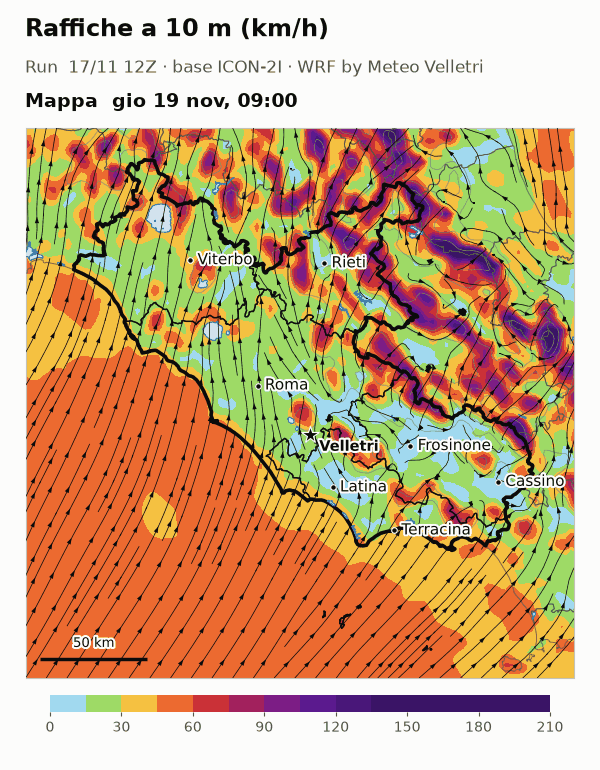 Raffiche a 10 m (km/h)
Run 17/11 12Z · base ICON-2I · WRF by Meteo Velletri
Mappa gio 19 nov, 09:00
Viterbo
Rieti
Roma
Velletri
Frosinone
Cassino
Latina
Terracina
50 km
0 30 60 90 120 150 180 210